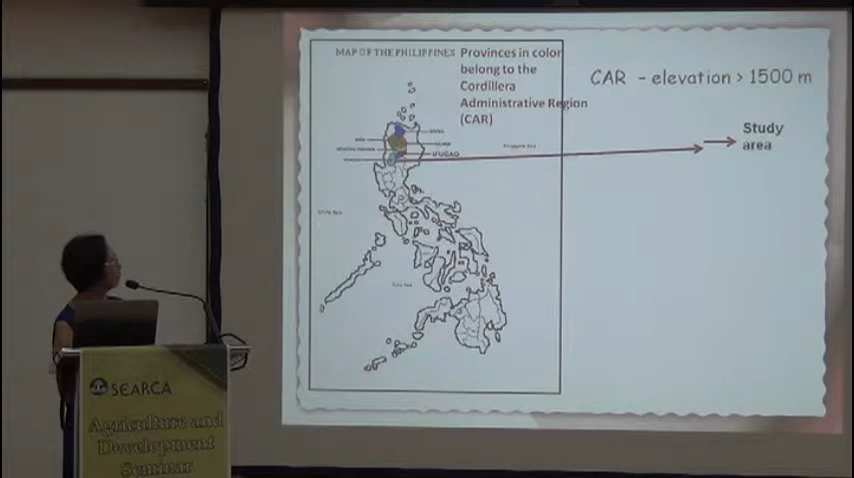 MAP OF THE PHILIPPINES
Provinces in color
belong to the
Cordillera
Administrative Region
(CAR)
CAR - elevation > 1500 m
Study
area
IFUGAO
Philippine Sea
Sulu Sea
SEARCA
Agriculture and
Development
Seminar